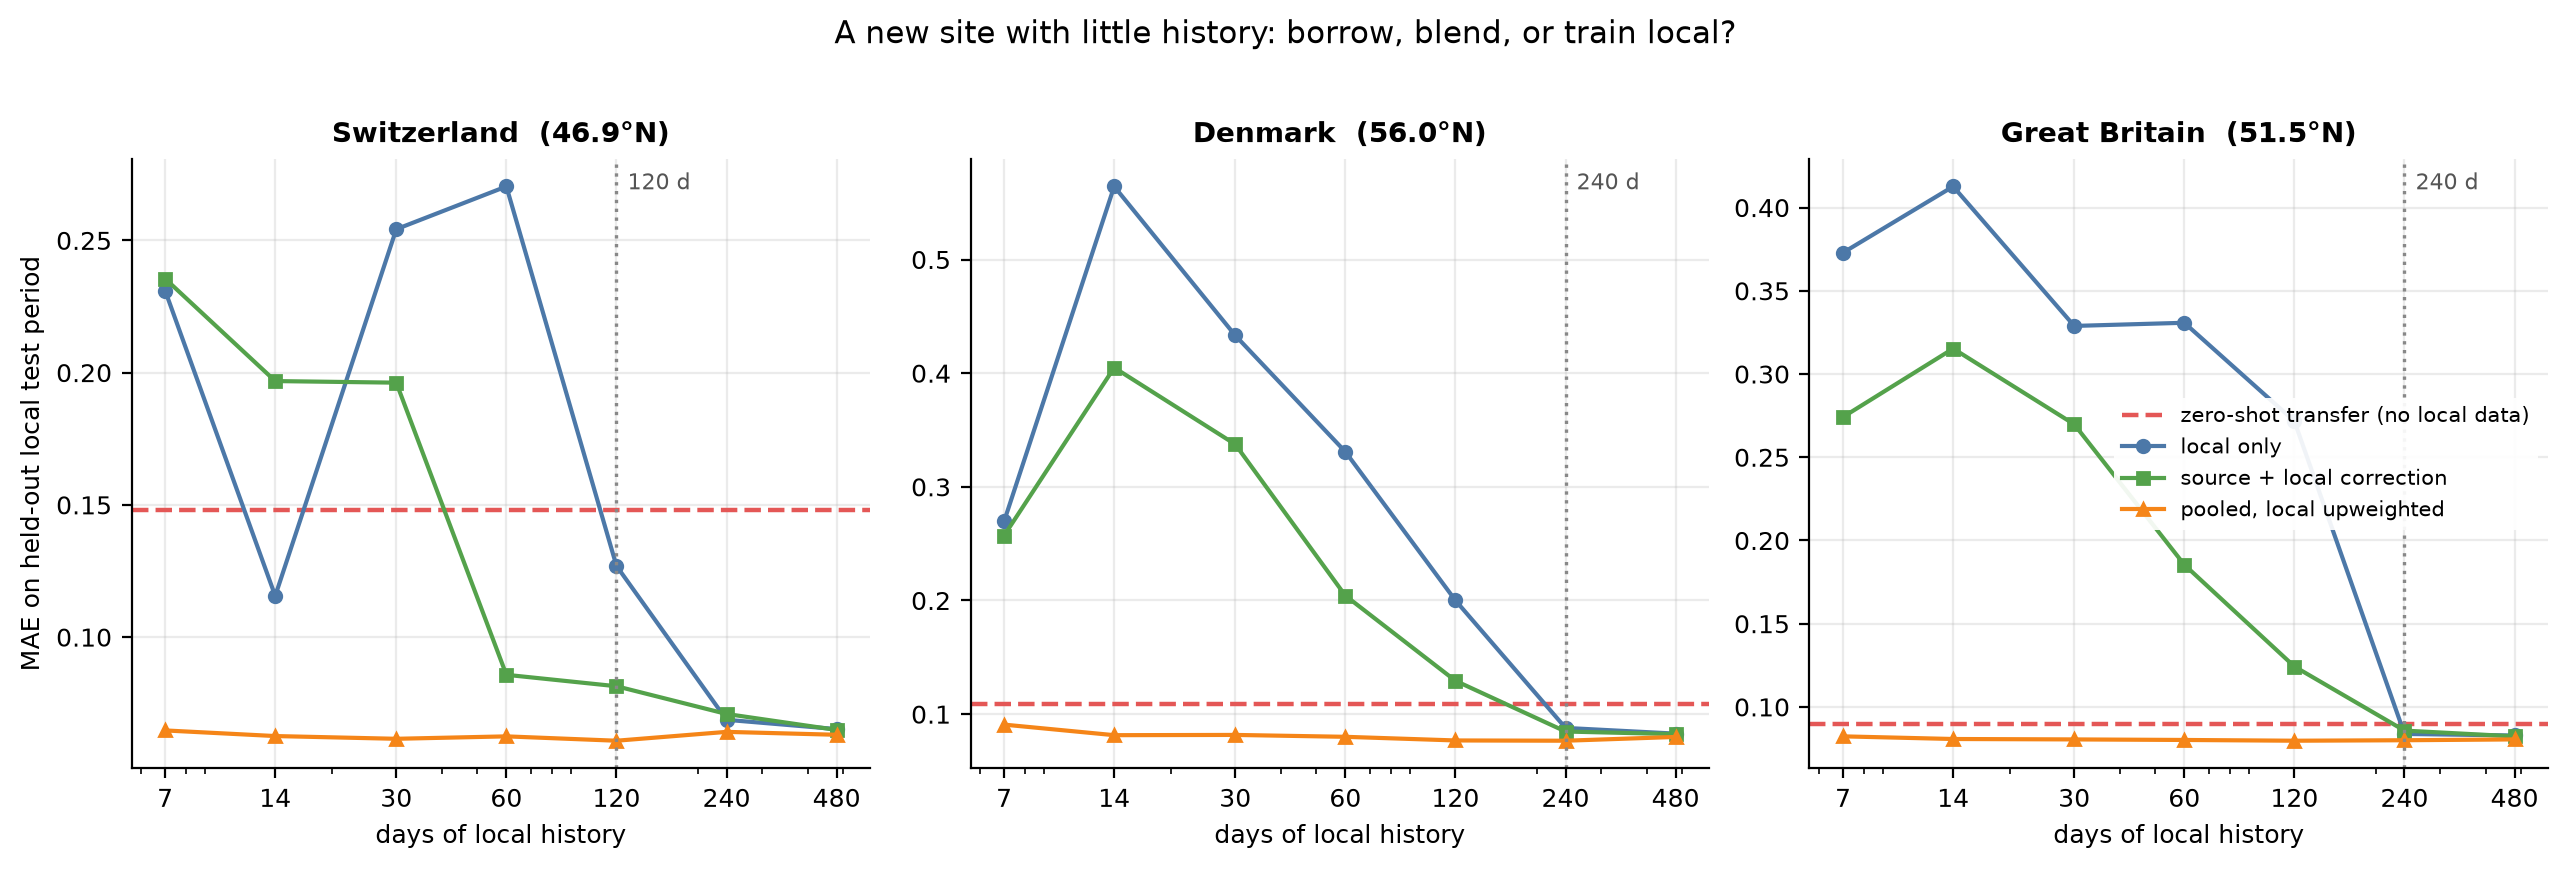 A new site with little history: borrow, blend, or train local?
Switzerland (46.9°N)
MAE on held-out local test period
0.25
0.20
0.15
0.10
120 d
7 14 30 60 120 240 480
days of local history
Denmark (56.0°N)
0.5
0.4
0.3
0.2
0.1
240 d
7 14 30 60 120 240 480
days of local history
Great Britain (51.5°N)
0.40
0.35
0.30
0.25
0.20
0.15
0.10
240 d
zero-shot transfer (no local data)
local only
source + local correction
pooled, local upweighted
7 14 30 60 120 240 480
days of local history